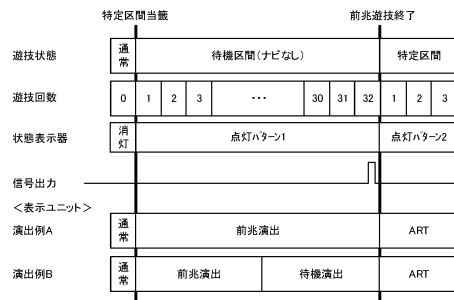 特定区間当籤 前兆遊技終了
遊技状態 通常 待機区間(ナビなし) 特定区間
遊技回数 0 1 2 3 ・・・ 30 31 32 1 2 3
状態表示器 消灯 点灯パターン1 点灯パターン2
信号出力
<表示ユニット>
演出例A 通常 前兆演出 ART
演出例B 通常 前兆演出 待機演出 ART